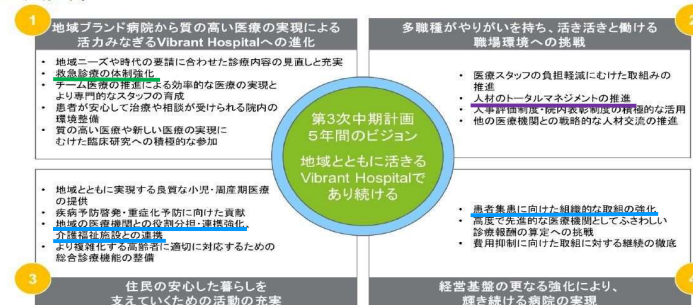 1
地域ブランド病院から質の高い医療の実現による
活力みなぎるVibrant Hospitalへの進化
・ 地域ニーズや時代の要請に合わせた診療内容の見直しと充実
・ 救急診療の体制強化
・ チーム医療の推進による効率的な医療の実現と
より専門的なスタッフの育成
・ 患者が安心して治療や相談が受けられる院内の
環境整備
・ 質の高い医療や新しい医療の実現に
むけた臨床研究への積極的な参加
2
多職種がやりがいを持ち、活き活きと働ける
職場環境への挑戦
・ 医療スタッフの負担軽減にむけた取組みの
推進
・ 人材のトータルマネジメントの推進
・ 人事評価制度・院内表彰制度の積極的な活用
・ 他の医療機関との戦略的な人材交流の推進
第3次中期計画
5年間のビジョン
地域とともに活きる
Vibrant Hospitalで
あり続ける
・ 地域とともに実現する良質な小児・周産期医療
の提供
・ 疾病予防啓発・重症化予防に向けた貢献
・ 地域の医療機関との役割分担・連携強化、
介護福祉施設との連携
・ より複雑化する高齢者に適切に対応するための
総合診療機能の整備
3
住民の安心した暮らしを
支えていくための活動の充実
・ 患者集患に向けた組織的な取組の強化
・ 高度で先進的な医療機関としてふさわしい
診療報酬の算定への挑戦
・ 費用抑制に向けた取組に対する継続の徹底
4
経営基盤の更なる強化により、
輝き続ける病院の実現